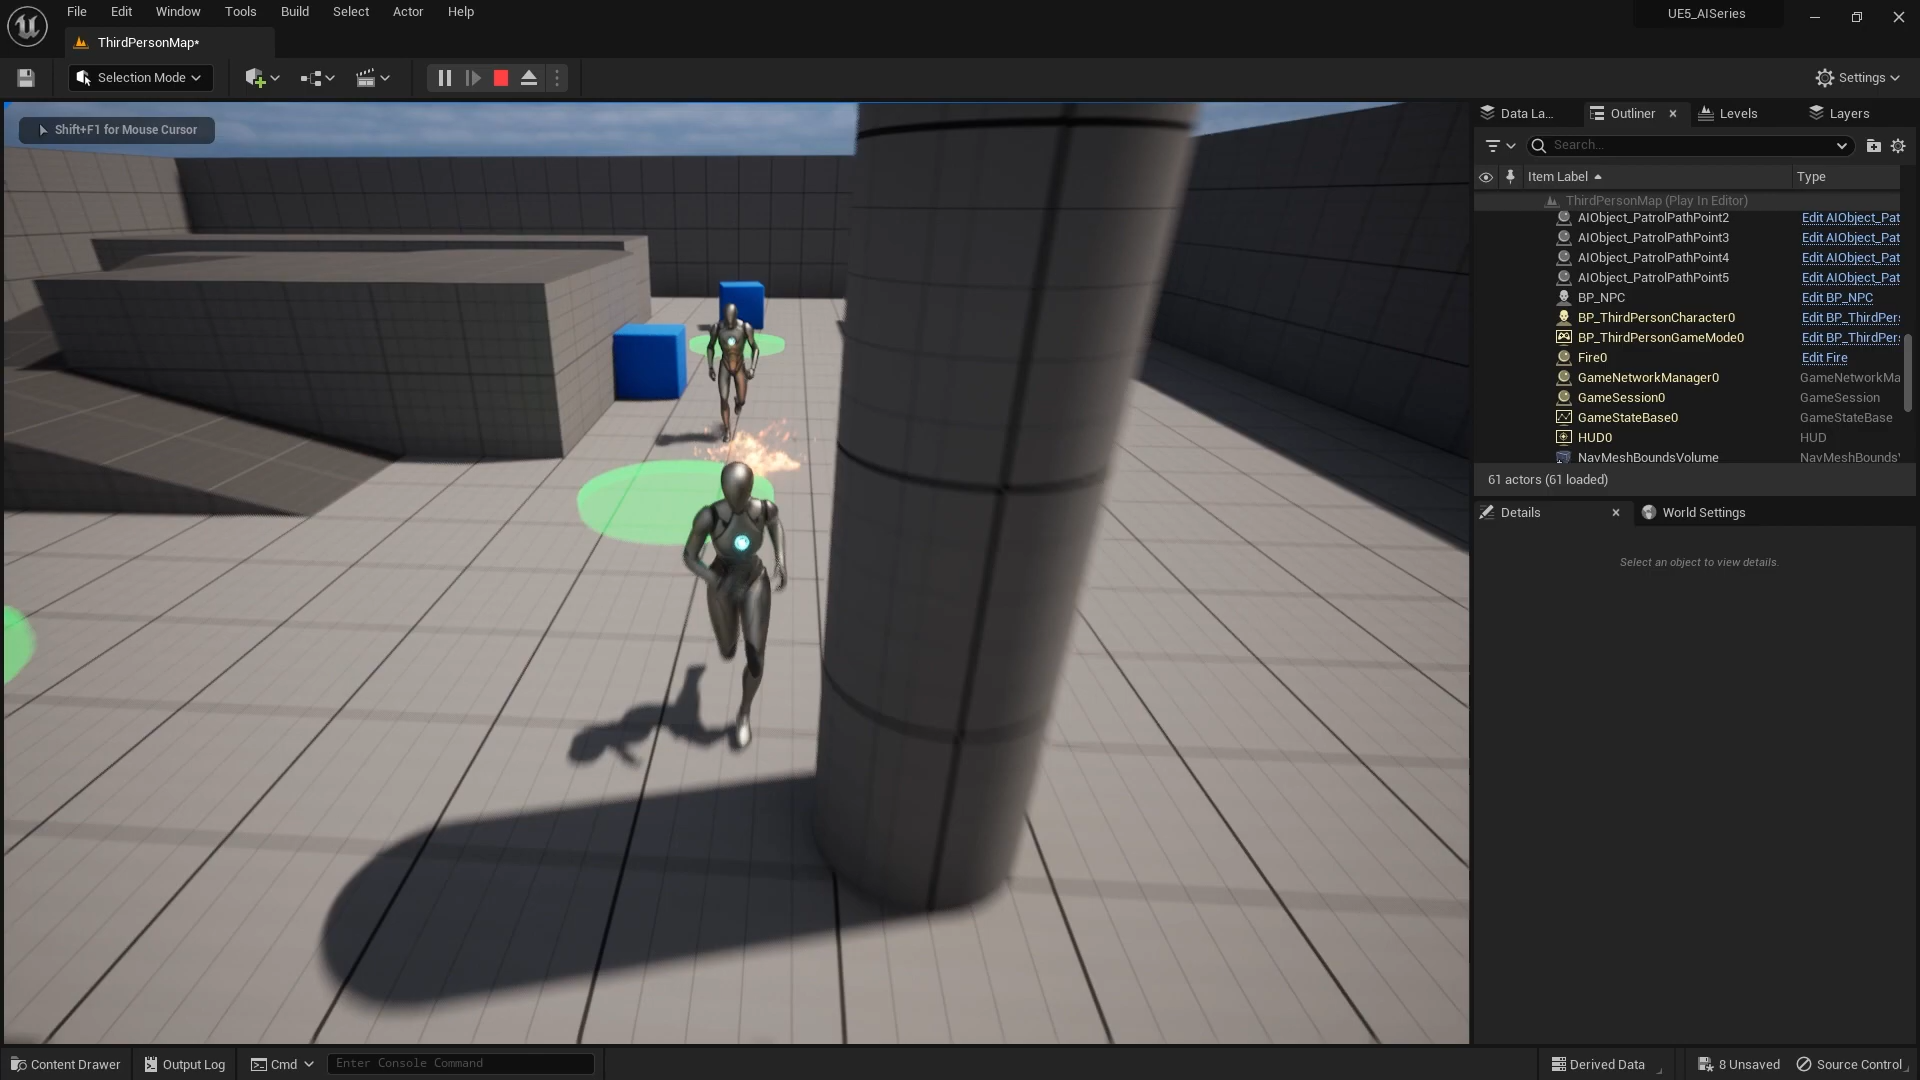 File Edit Window Tools Build Select Actor Help
UE5_AISeries
ThirdPersonMap*
Selection Mode
Settings
Shift+F1 for Mouse Cursor
Data La...
Outliner
Levels
Layers
Search...
Item Label
Type
ThirdPersonMap (Play In Editor)
AIObject_PatrolPathPoint2 Edit AIObject_Pat
AIObject_PatrolPathPoint3 Edit AIObject_Pat
AIObject_PatrolPathPoint4 Edit AIObject_Pat
AIObject_PatrolPathPoint5 Edit AIObject_Pat
BP_NPC Edit BP_NPC
BP_ThirdPersonCharacter0 Edit BP_ThirdPer
BP_ThirdPersonGameMode0 Edit BP_ThirdPer
Fire0 Edit Fire
GameNetworkManager0 GameNetworkMa
GameSession0 GameSession
GameStateBase0 GameStateBase
HUD0 HUD
NavMeshBoundsVolume NavMeshBounds
61 actors (61 loaded)
Details
World Settings
Select an object to view details.
Content Drawer
Output Log
Cmd
Enter Console Command
Derived Data
8 Unsaved
Source Control